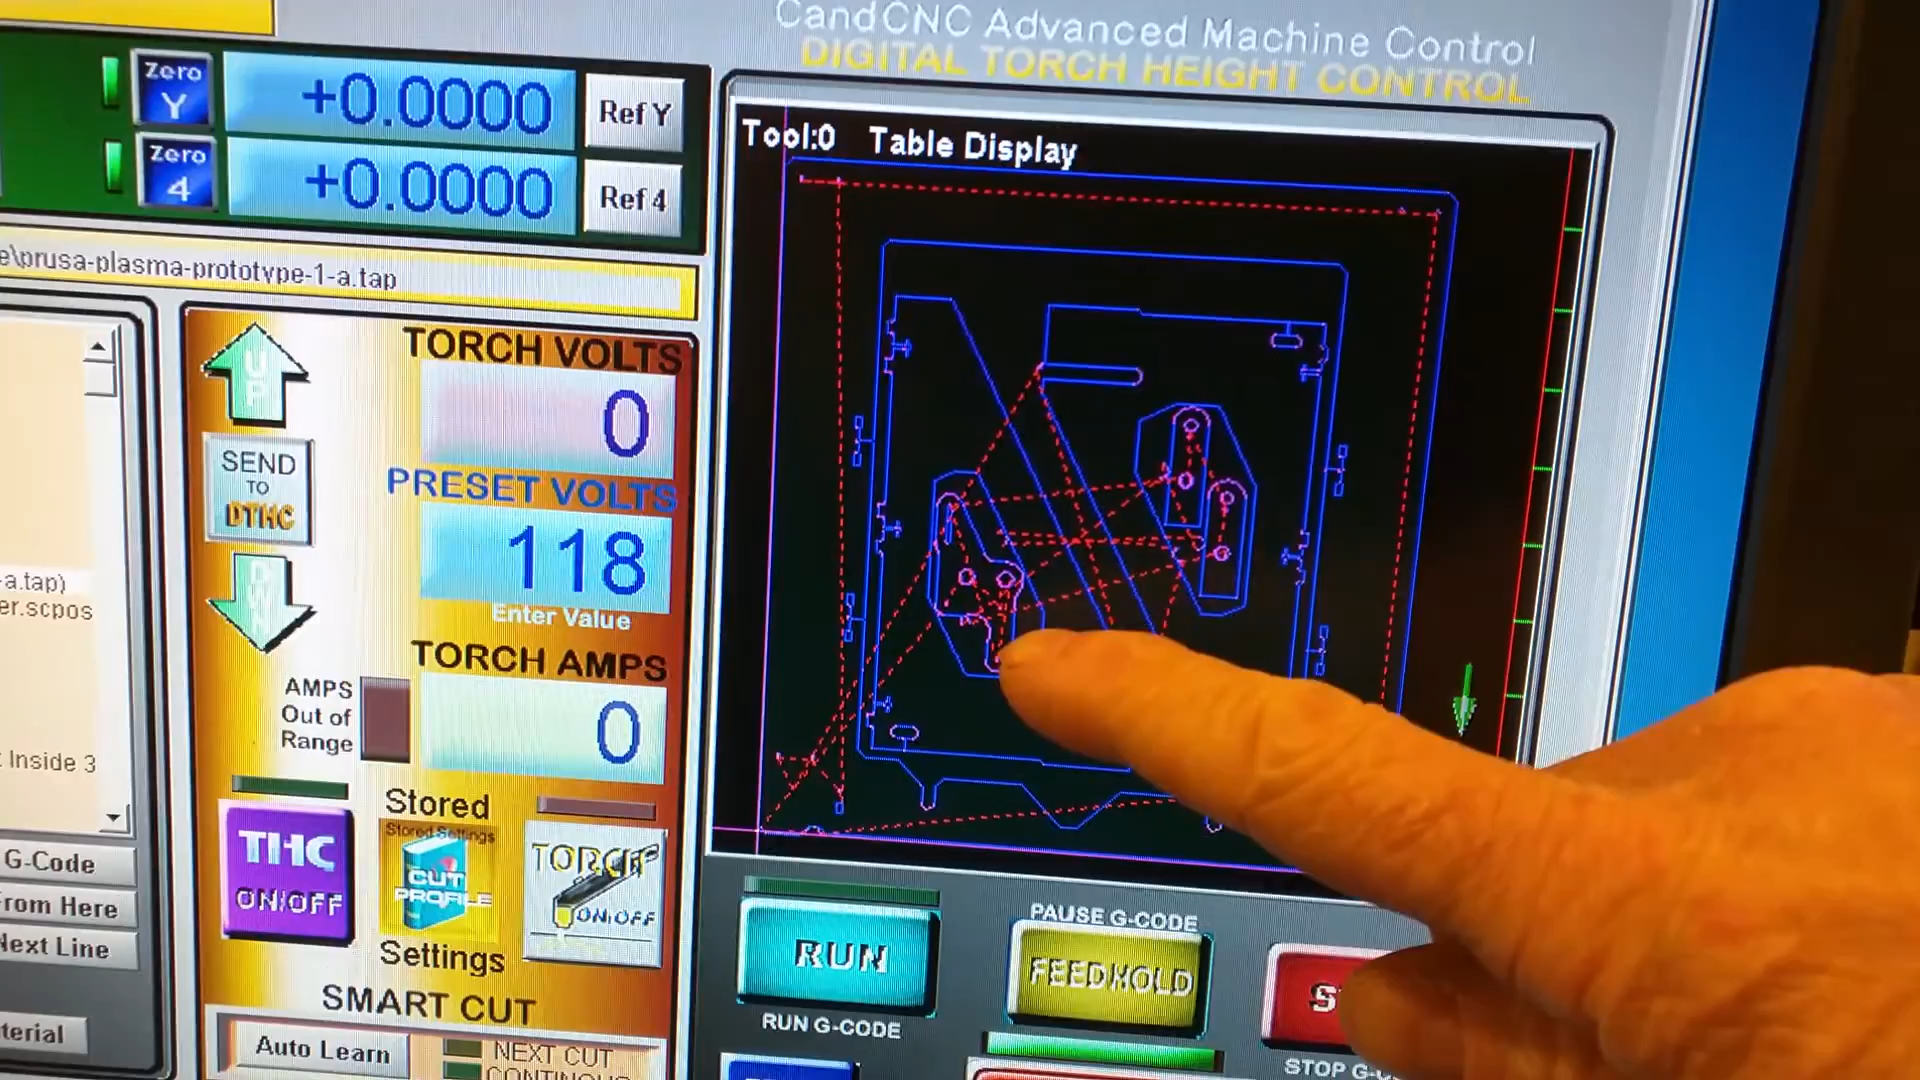 CandCNC Advanced Machine Control
DIGITAL TORCH HEIGHT CONTROL
Zero
Y
+0.0000
Ref Y
Zero
4
+0.0000
Ref 4
Tool:0 Table Display
e\prusa-plasma-prototype-1-a.tap
UP
SEND
TO
DTHC
TORCH VOLTS
0
PRESET VOLTS
118
Enter Value
TORCH AMPS
0
AMPS
Out of
Range
-a.tap)
er.scpos
Inside 3
G-Code
From Here
Next Line
terial
THC
ON/OFF
Stored
Stored Settings
CUT
PROFILE
Settings
TORCH
ON/OFF
SMART CUT
Auto Learn
NEXT CUT
RUN
RUN G-CODE
PAUSE G-CODE
FEEDHOLD
S
STOP G-